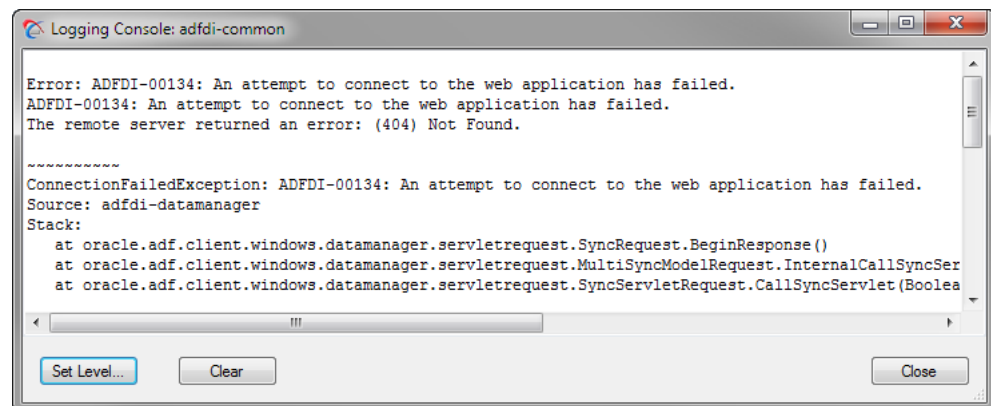 Logging Console: adfdi-common
Error: ADFDI-00134: An attempt to connect to the web application has failed.
ADFDI-00134: An attempt to connect to the web application has failed.
The remote server returned an error: (404) Not Found.
~~~~~~~~~~
ConnectionFailedException: ADFDI-00134: An attempt to connect to the web application has failed.
Source: adfdi-datamanager
Stack:
at oracle.adf.client.windows.datamanager.servletrequest.SyncRequest.BeginResponse()
at oracle.adf.client.windows.datamanager.servletrequest.MultiSyncModelRequest.InternalCallSyncSer
at oracle.adf.client.windows.datamanager.servletrequest.SyncServletRequest.CallSyncServlet(Boolea
Set Level... Clear Close